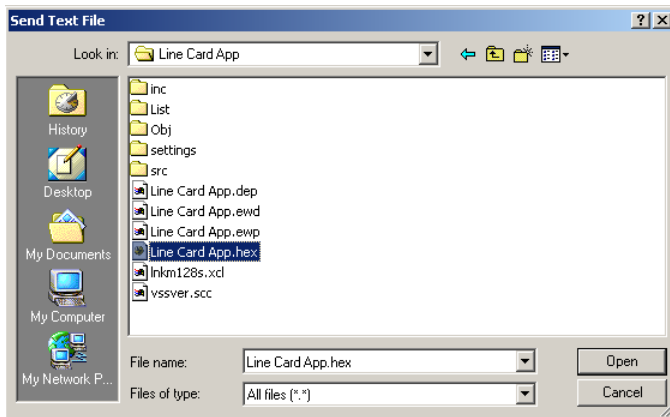 Send Text File
Look in: Line Card App
History
Desktop
My Documents
My Computer
My Network P...
inc
List
Obj
settings
src
Line Card App.dep
Line Card App.ewd
Line Card App.ewp
Line Card App.hex
lnkm128s.xcl
vssver.scc
File name: Line Card App.hex Open
Files of type: All files (*.*) Cancel